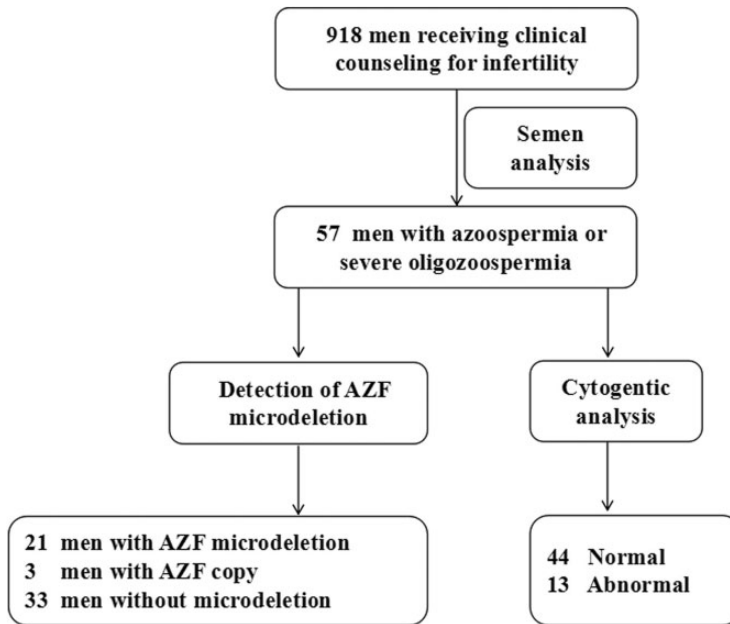 918 men receiving clinical
counseling for infertility
Semen
analysis
57 men with azoospermia or
severe oligozoospermia
Detection of AZF
microdeletion
Cytogentic
analysis
21 men with AZF microdeletion
3 men with AZF copy
33 men without microdeletion
44 Normal
13 Abnormal